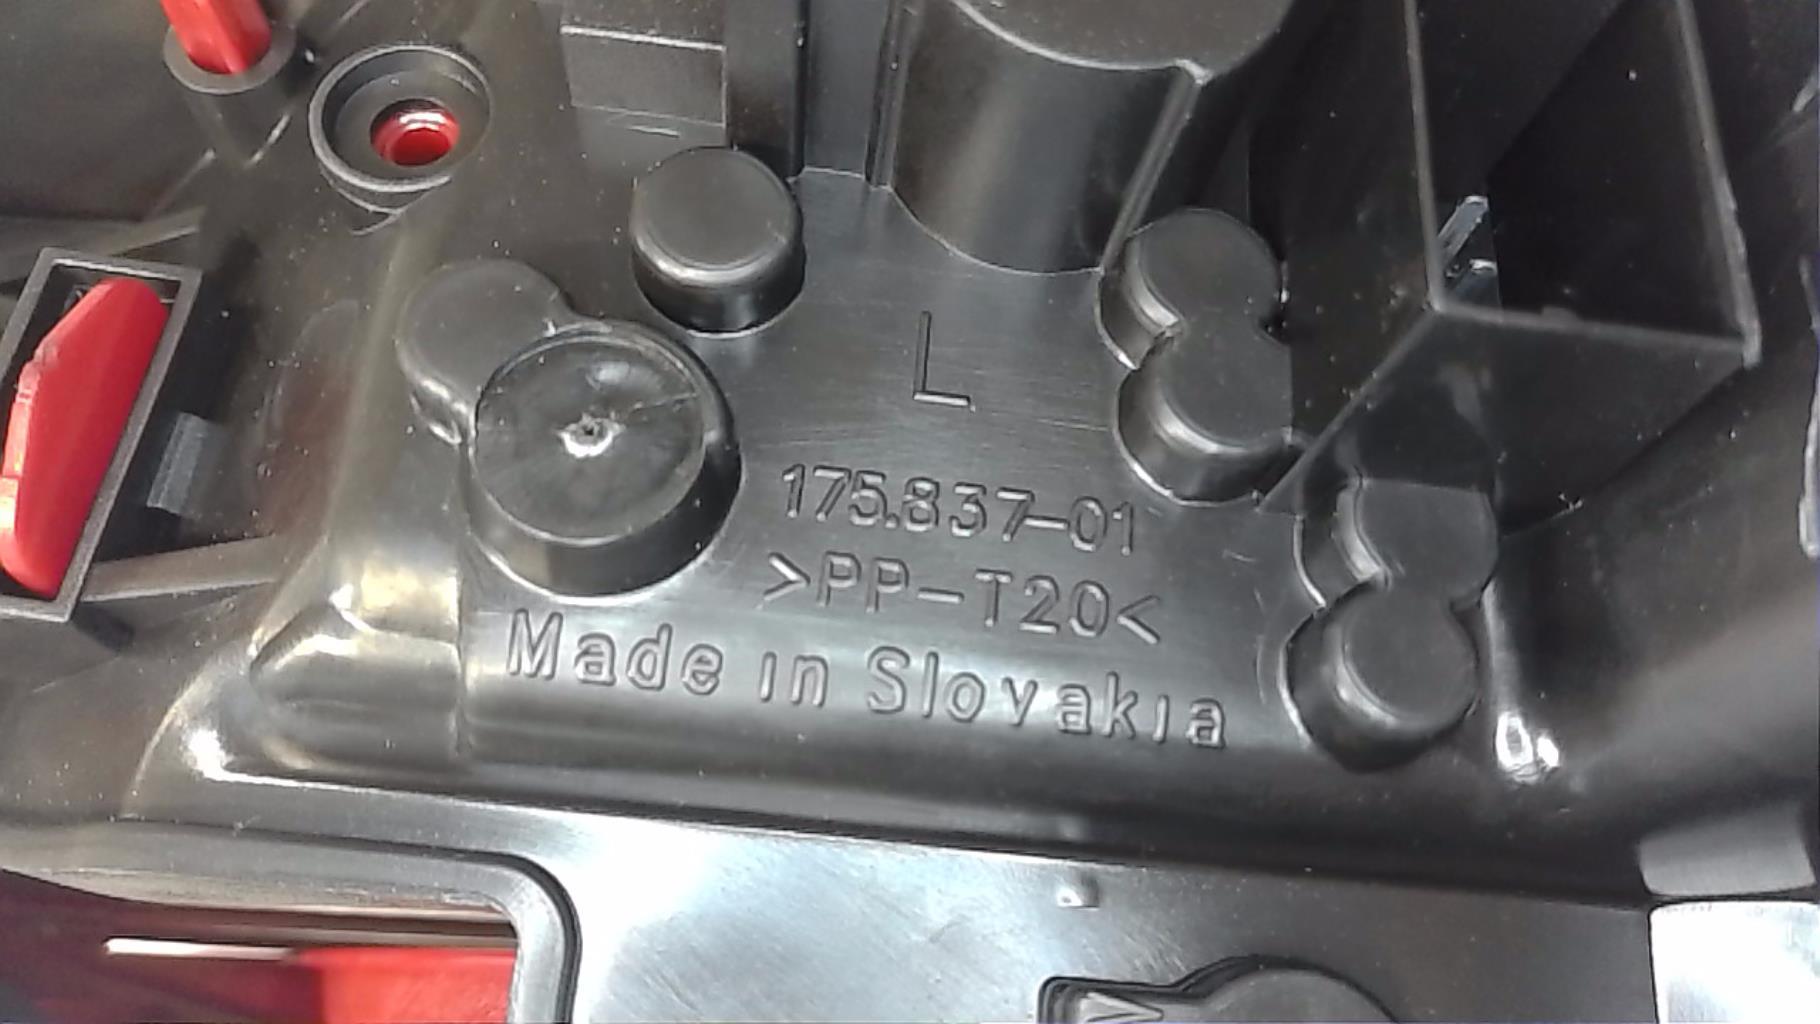 L
175.837-01
>PP-T20<
Made in Slovakia